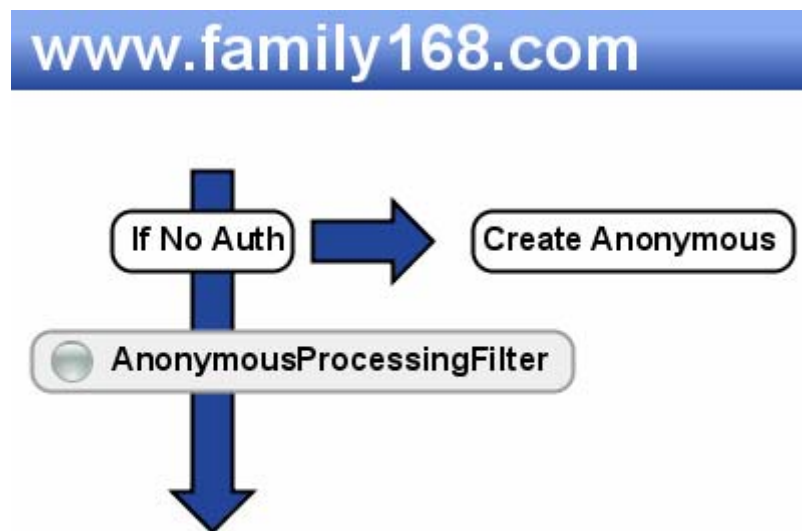 www.family168.com
If No Auth
Create Anonymous
AnonymousProcessingFilter